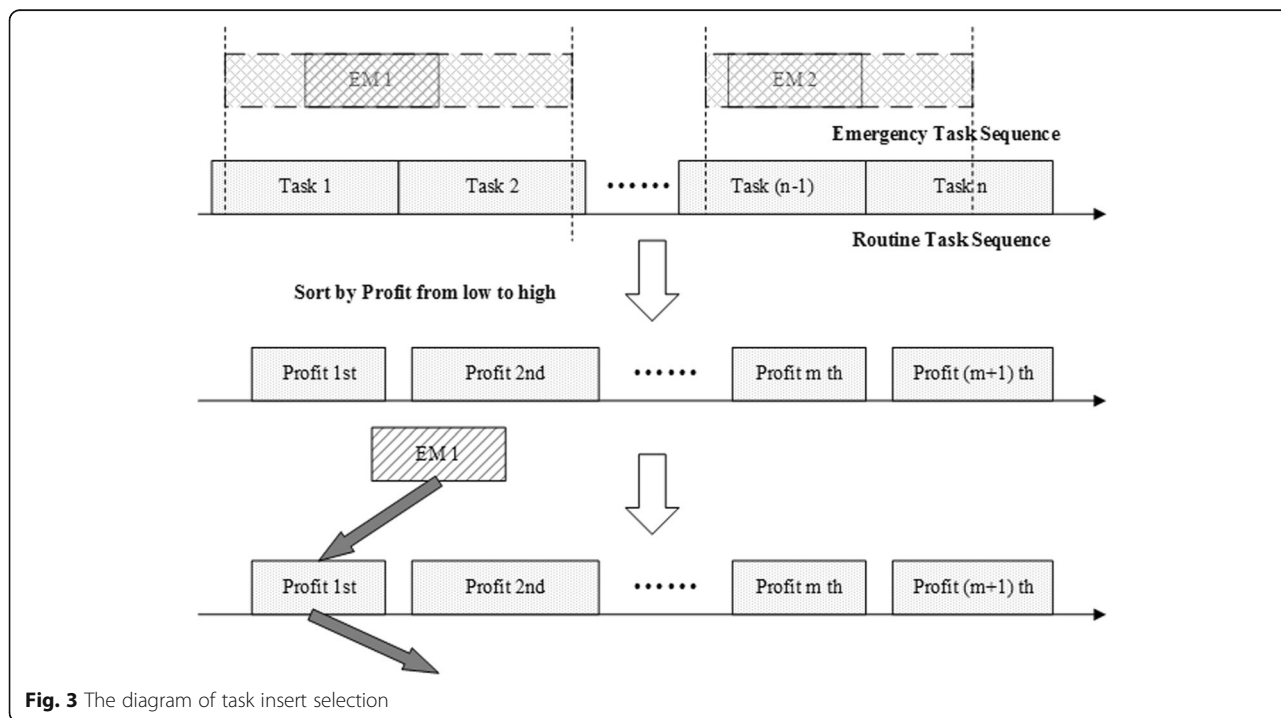 EM 1
EM 2
Emergency Task Sequence
Task 1
Task 2
······
Task (n-1)
Task n
Routine Task Sequence
Sort by Profit from low to high
Profit 1st
Profit 2nd
······
Profit m th
Profit (m+1) th
EM 1
Profit 1st
Profit 2nd
······
Profit m th
Profit (m+1) th
Fig. 3 The diagram of task insert selection